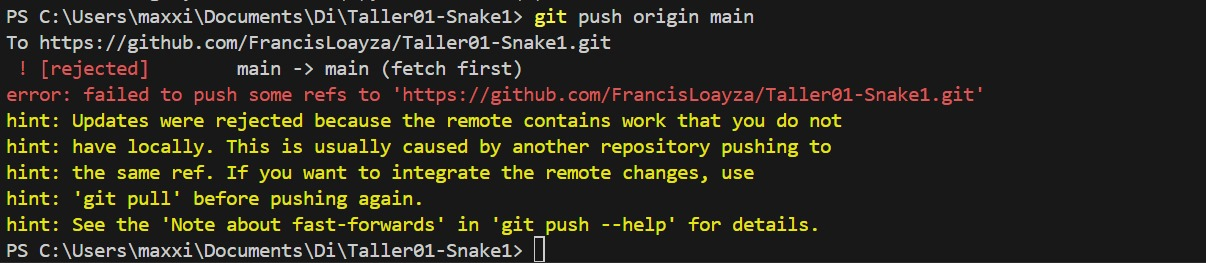 PS C:\Users\maxxi\Documents\Di\Taller01-Snake1> git push origin main
To https://github.com/FrancisLoayza/Taller01-Snake1.git
 ! [rejected]        main -> main (fetch first)
error: failed to push some refs to 'https://github.com/FrancisLoayza/Taller01-Snake1.git'
hint: Updates were rejected because the remote contains work that you do not
hint: have locally. This is usually caused by another repository pushing to
hint: the same ref. If you want to integrate the remote changes, use
hint: 'git pull' before pushing again.
hint: See the 'Note about fast-forwards' in 'git push --help' for details.
PS C:\Users\maxxi\Documents\Di\Taller01-Snake1>